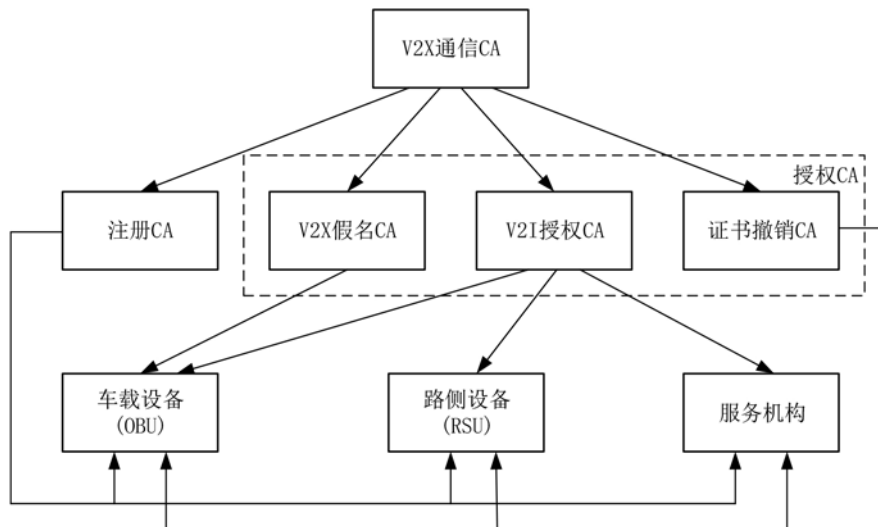 V2X通信CA
授权CA
注册CA
V2X假名CA
V2I授权CA
证书撤销CA
车载设备
(OBU)
路侧设备
(RSU)
服务机构